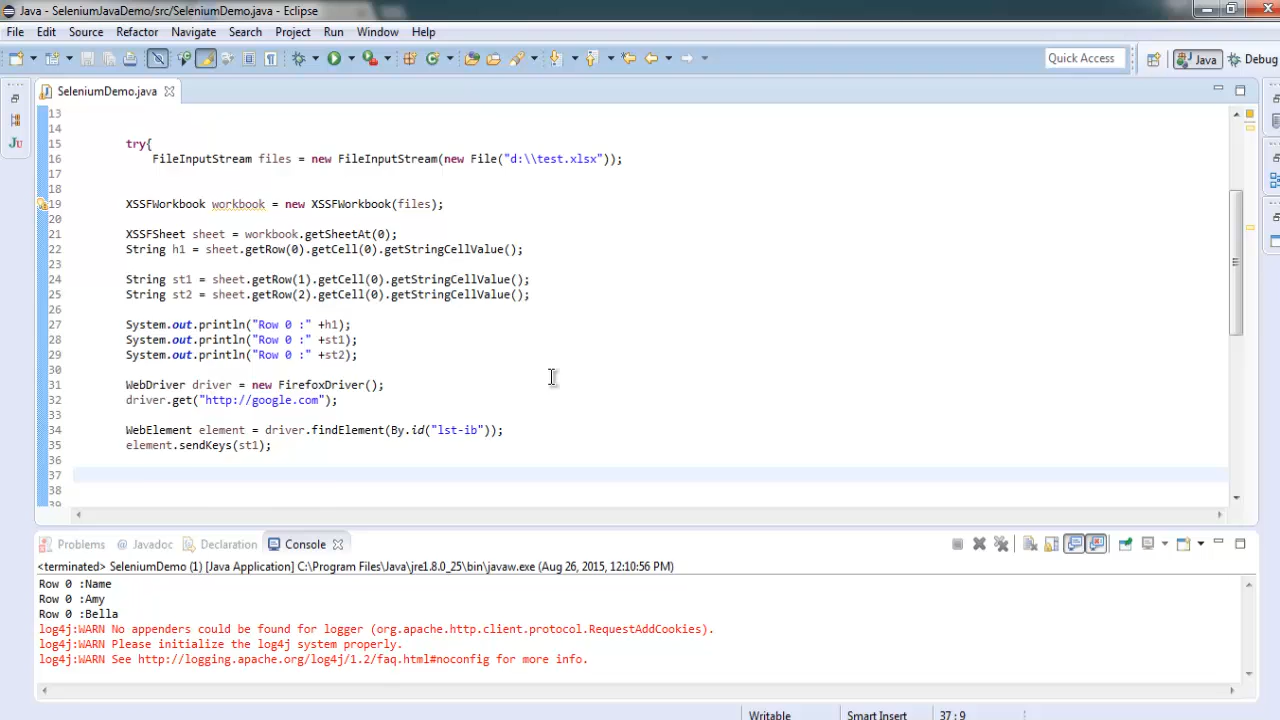 Java - SeleniumJavaDemo/src/SeleniumDemo.java - Eclipse
File Edit Source Refactor Navigate Search Project Run Window Help
Quick Access Java Debug
SeleniumDemo.java
13
14
15 try{
16 FileInputStream files = new FileInputStream(new File("d:\\test.xlsx"));
17
18
19 XSSFWorkbook workbook = new XSSFWorkbook(files);
20
21 XSSFSheet sheet = workbook.getSheetAt(0);
22 String h1 = sheet.getRow(0).getCell(0).getStringCellValue();
23
24 String st1 = sheet.getRow(1).getCell(0).getStringCellValue();
25 String st2 = sheet.getRow(2).getCell(0).getStringCellValue();
26
27 System.out.println("Row 0 :" +h1);
28 System.out.println("Row 0 :" +st1);
29 System.out.println("Row 0 :" +st2);
30
31 WebDriver driver = new FirefoxDriver();
32 driver.get("http://google.com");
33
34 WebElement element = driver.findElement(By.id("lst-ib"));
35 element.sendKeys(st1);
36
37
38
39
Problems @ Javadoc Declaration Console
<terminated> SeleniumDemo (1) [Java Application] C:\Program Files\Java\jre1.8.0_25\bin\javaw.exe (Aug 26, 2015, 12:10:56 PM)
Row 0 :Name
Row 0 :Amy
Row 0 :Bella
log4j:WARN No appenders could be found for logger (org.apache.http.client.protocol.RequestAddCookies).
log4j:WARN Please initialize the log4j system properly.
log4j:WARN See http://logging.apache.org/log4j/1.2/faq.html#noconfig for more info.
Writable Smart Insert 37 : 9